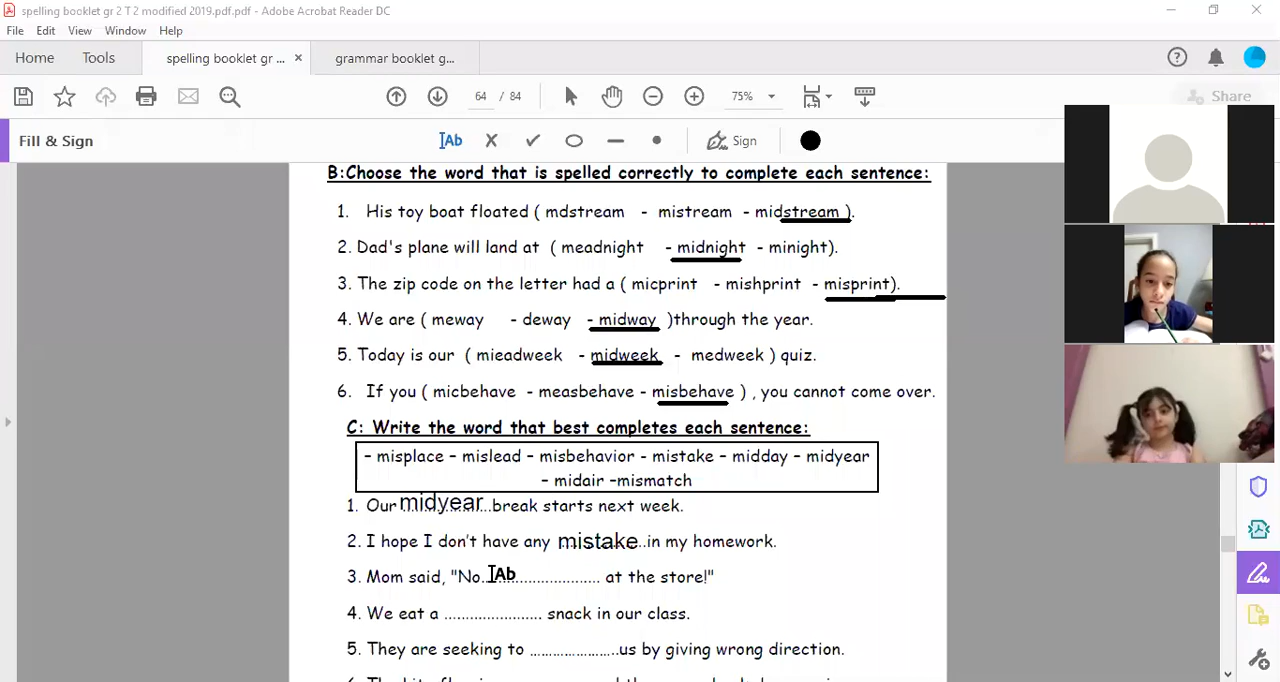 spelling booklet gr 2 T 2 modified 2019.pdf.pdf - Adobe Acrobat Reader DC
File Edit View Window Help
Home Tools spelling booklet gr ... × grammar booklet g...
64 / 84 75% Share
Fill & Sign Ab Sign
B:Choose the word that is spelled correctly to complete each sentence:
1. His toy boat floated ( mdstream - mistream - midstream ).
2. Dad's plane will land at ( meadnight - midnight - minight).
3. The zip code on the letter had a ( micprint - mishprint - misprint).
4. We are ( meway - deway - midway )through the year.
5. Today is our ( mieadweek - midweek - medweek ) quiz.
6. If you ( micbehave - measbehave - misbehave ) , you cannot come over.
C: Write the word that best completes each sentence:
- misplace - mislead - misbehavior - mistake - midday - midyear
- midair -mismatch
1. Our midyear...break starts next week.
2. I hope I don't have any mistake..in my homework.
3. Mom said, "No..Ab...................... at the store!"
4. We eat a ...................... snack in our class.
5. They are seeking to ......................us by giving wrong direction.